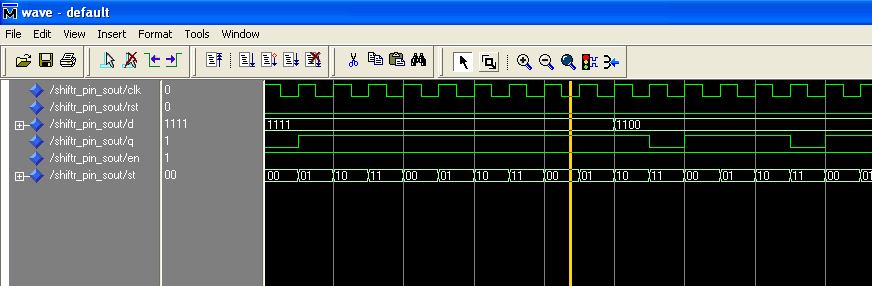 wave - default
File Edit View Insert Format Tools Window
/shiftr_pin_sout/clk 0
/shiftr_pin_sout/rst 0
/shiftr_pin_sout/d 1111 1111 1100
/shiftr_pin_sout/q 1
/shiftr_pin_sout/en 1
/shiftr_pin_sout/st 00 00 01 10 11 00 01 10 11 00 01 10 11 00 01 10 11 00 01